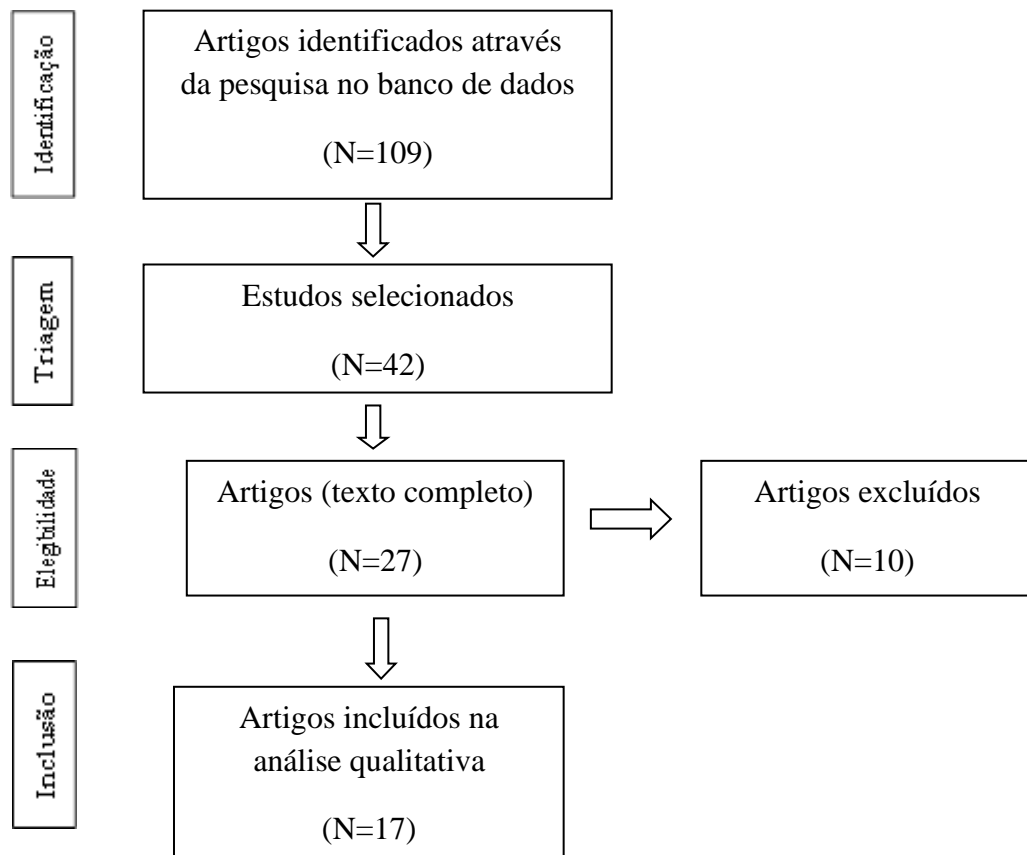 Identificação
Artigos identificados através
da pesquisa no banco de dados
(N=109)
Triagem
Estudos selecionados
(N=42)
Elegibilidade
Artigos (texto completo)
(N=27)
Artigos excluídos
(N=10)
Inclusão
Artigos incluídos na
análise qualitativa
(N=17)